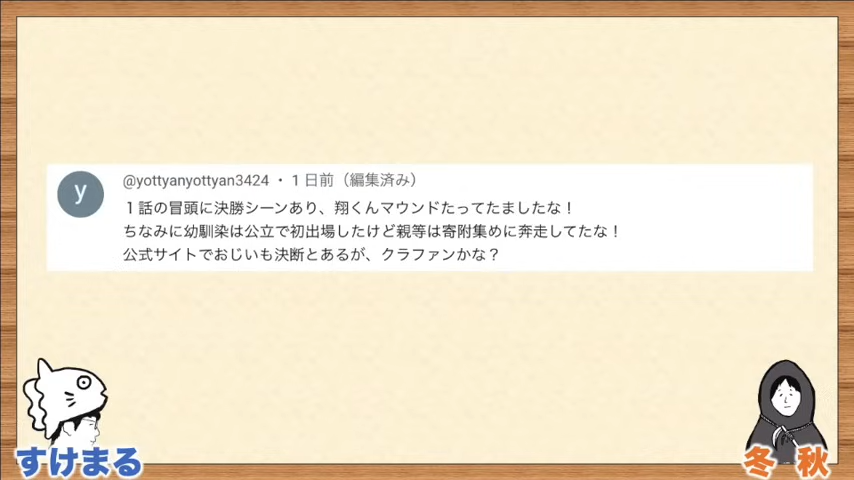 y
@yottyanyottyan3424 ・ 1 日前（編集済み）
１話の冒頭に決勝シーンあり、翔くんマウンドたってたましたな！
ちなみに幼馴染は公立で初出場したけど親等は寄附集めに奔走してたな！
公式サイトでおじいも決断とあるが、クラファンかな？
すけまる
冬 秋